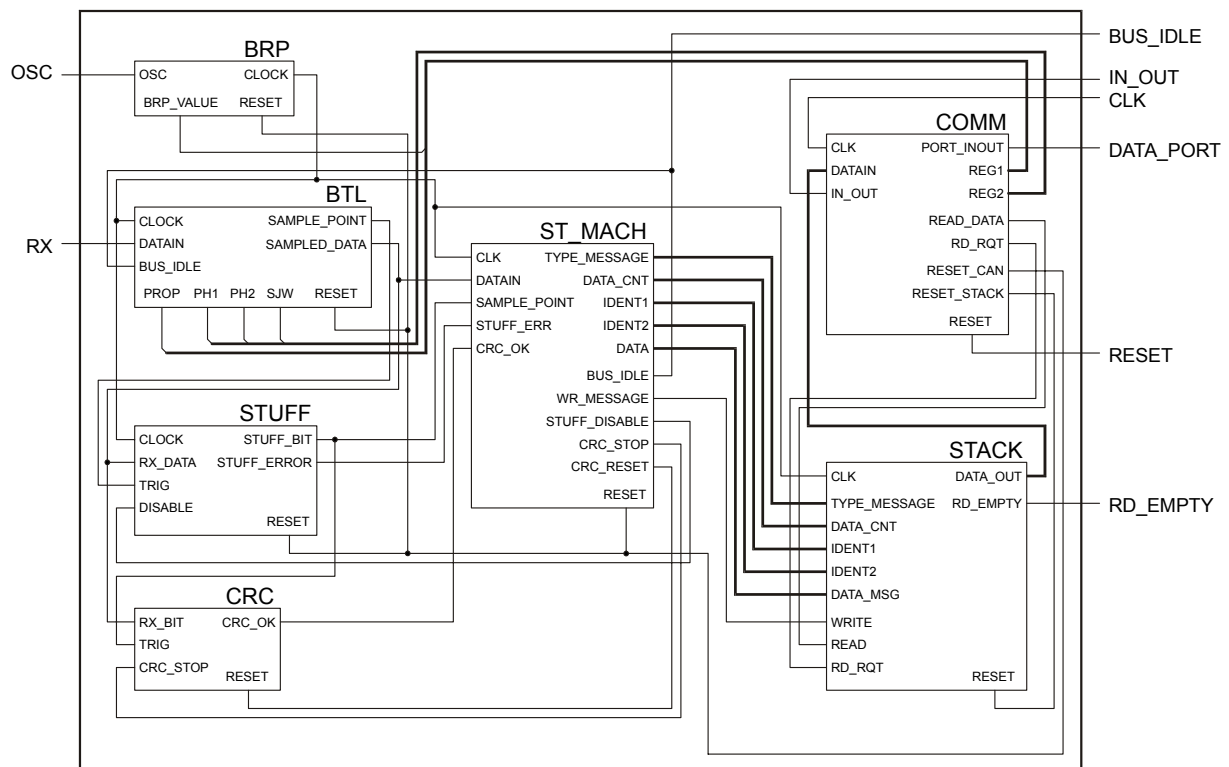 BUS_IDLE
IN_OUT
CLK
DATA_PORT
RESET
RD_EMPTY
OSC
RX
BRP
OSC CLOCK
BRP_VALUE RESET
BTL
CLOCK SAMPLE_POINT
DATAIN SAMPLED_DATA
BUS_IDLE
PROP PH1 PH2 SJW RESET
STUFF
CLOCK STUFF_BIT
RX_DATA STUFF_ERROR
TRIG
DISABLE
RESET
CRC
RX_BIT CRC_OK
TRIG
CRC_STOP
RESET
ST_MACH
CLK TYPE_MESSAGE
DATAIN DATA_CNT
SAMPLE_POINT IDENT1
STUFF_ERR IDENT2
CRC_OK DATA
BUS_IDLE
WR_MESSAGE
STUFF_DISABLE
CRC_STOP
CRC_RESET
RESET
COMM
CLK PORT_INOUT
DATAIN REG1
IN_OUT REG2
READ_DATA
RD_RQT
RESET_CAN
RESET_STACK
RESET
STACK
CLK DATA_OUT
TYPE_MESSAGE RD_EMPTY
DATA_CNT
IDENT1
IDENT2
DATA_MSG
WRITE
READ
RD_RQT RESET